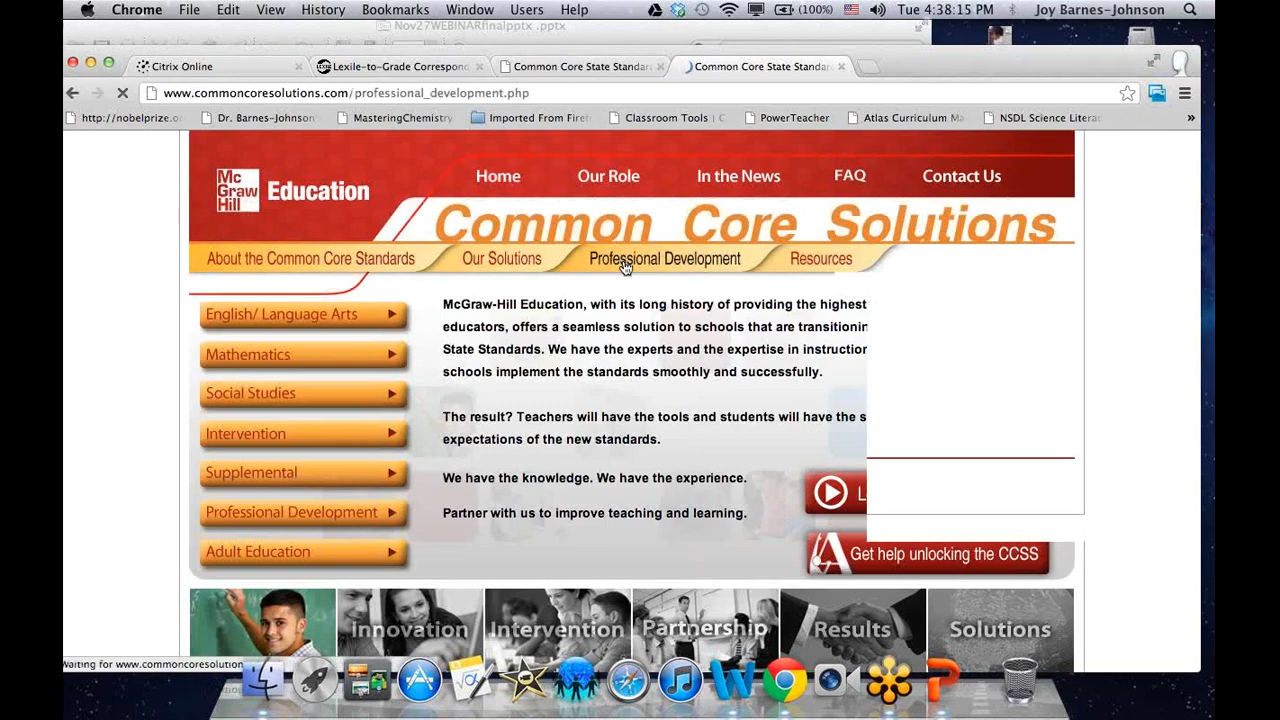 Chrome File Edit View History Bookmarks Window Users Help (100%) Tue 4:38:15 PM Joy Barnes-Johnson
Nov27WEBINARfinalpptx .pptx
Citrix Online Lexile-to-Grade Correspon Common Core State Standar Common Core State Standar
www.commoncoresolutions.com/professional_development.php
http://nobelprize.o Dr. Barnes-Johnson' MasteringChemistry Imported From Firef Classroom Tools | C PowerTeacher Atlas Curriculum Ma NSDL Science Literac »
Mc Graw Hill Education
Home Our Role In the News FAQ Contact Us
Common Core Solutions
About the Common Core Standards Our Solutions Professional Development Resources
English/ Language Arts
Mathematics
Social Studies
Intervention
Supplemental
Professional Development
Adult Education
McGraw-Hill Education, with its long history of providing the highest
educators, offers a seamless solution to schools that are transitionin
State Standards. We have the experts and the expertise in instruction
schools implement the standards smoothly and successfully.
The result? Teachers will have the tools and students will have the s
expectations of the new standards.
We have the knowledge. We have the experience.
Partner with us to improve teaching and learning.
L
Get help unlocking the CCSS
Innovation Intervention Partnership Results Solutions
Waiting for www.commoncoresolution